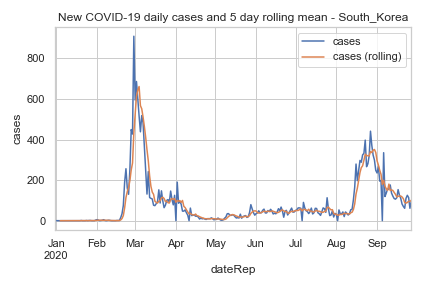 New COVID-19 daily cases and 5 day rolling mean - South_Korea
cases
cases (rolling)
800
600
400
200
0
cases
Jan Feb Mar Apr May Jun Jul Aug Sep
2020
dateRep